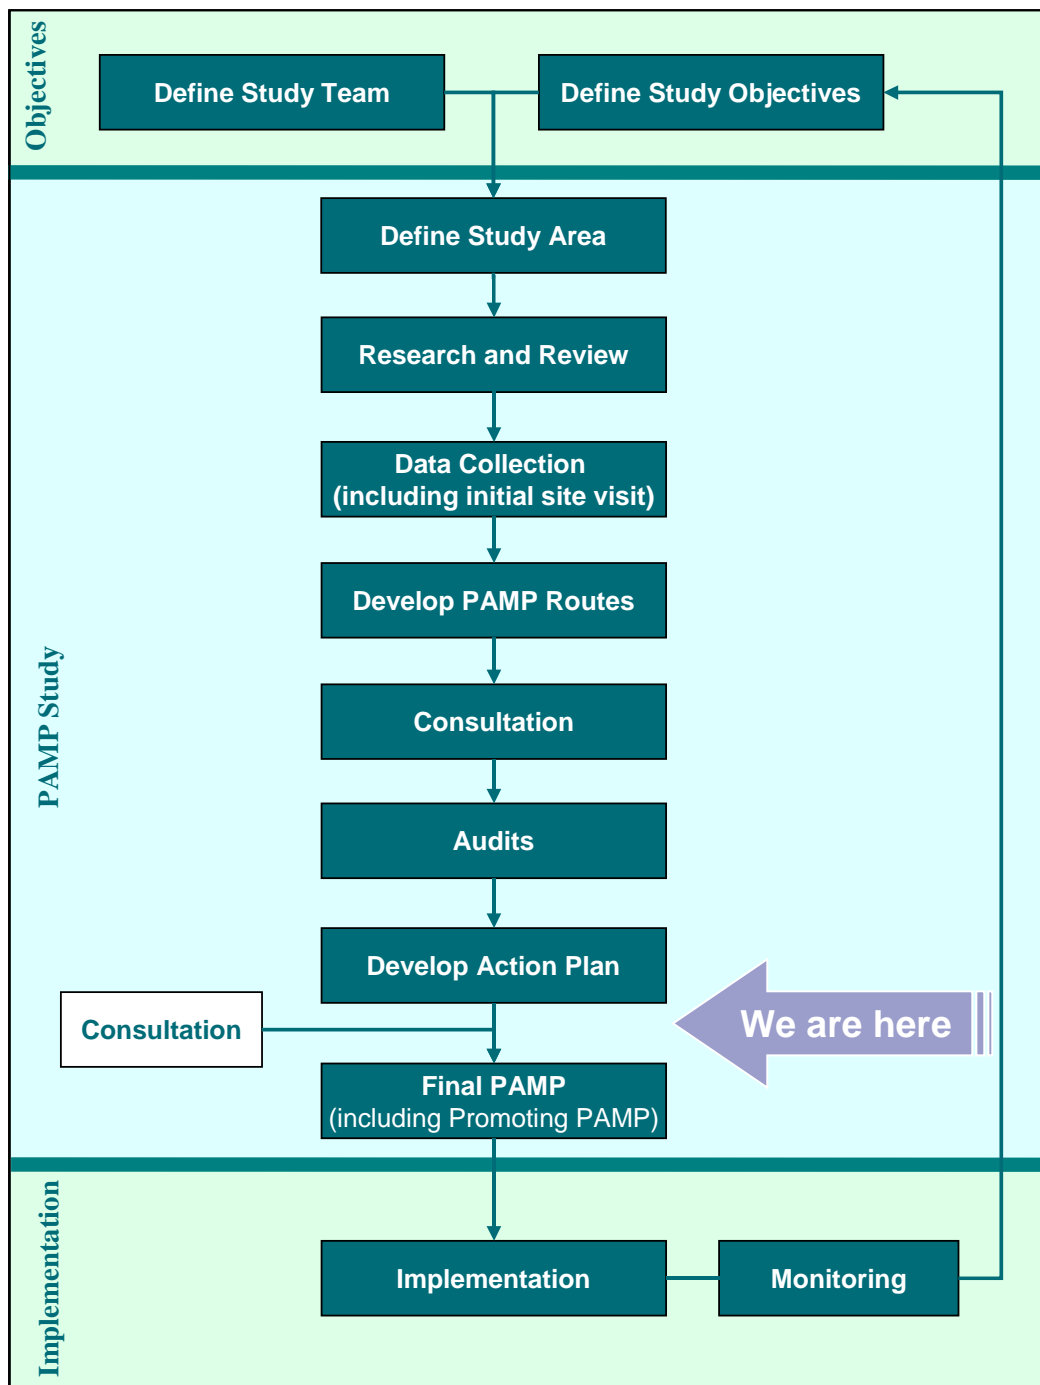 Objectives
Define Study Team
Define Study Objectives
PAMP Study
Define Study Area
Research and Review
Data Collection
(including initial site visit)
Develop PAMP Routes
Consultation
Audits
Develop Action Plan
Consultation
We are here
Final PAMP
(including Promoting PAMP)
Implementation
Implementation
Monitoring